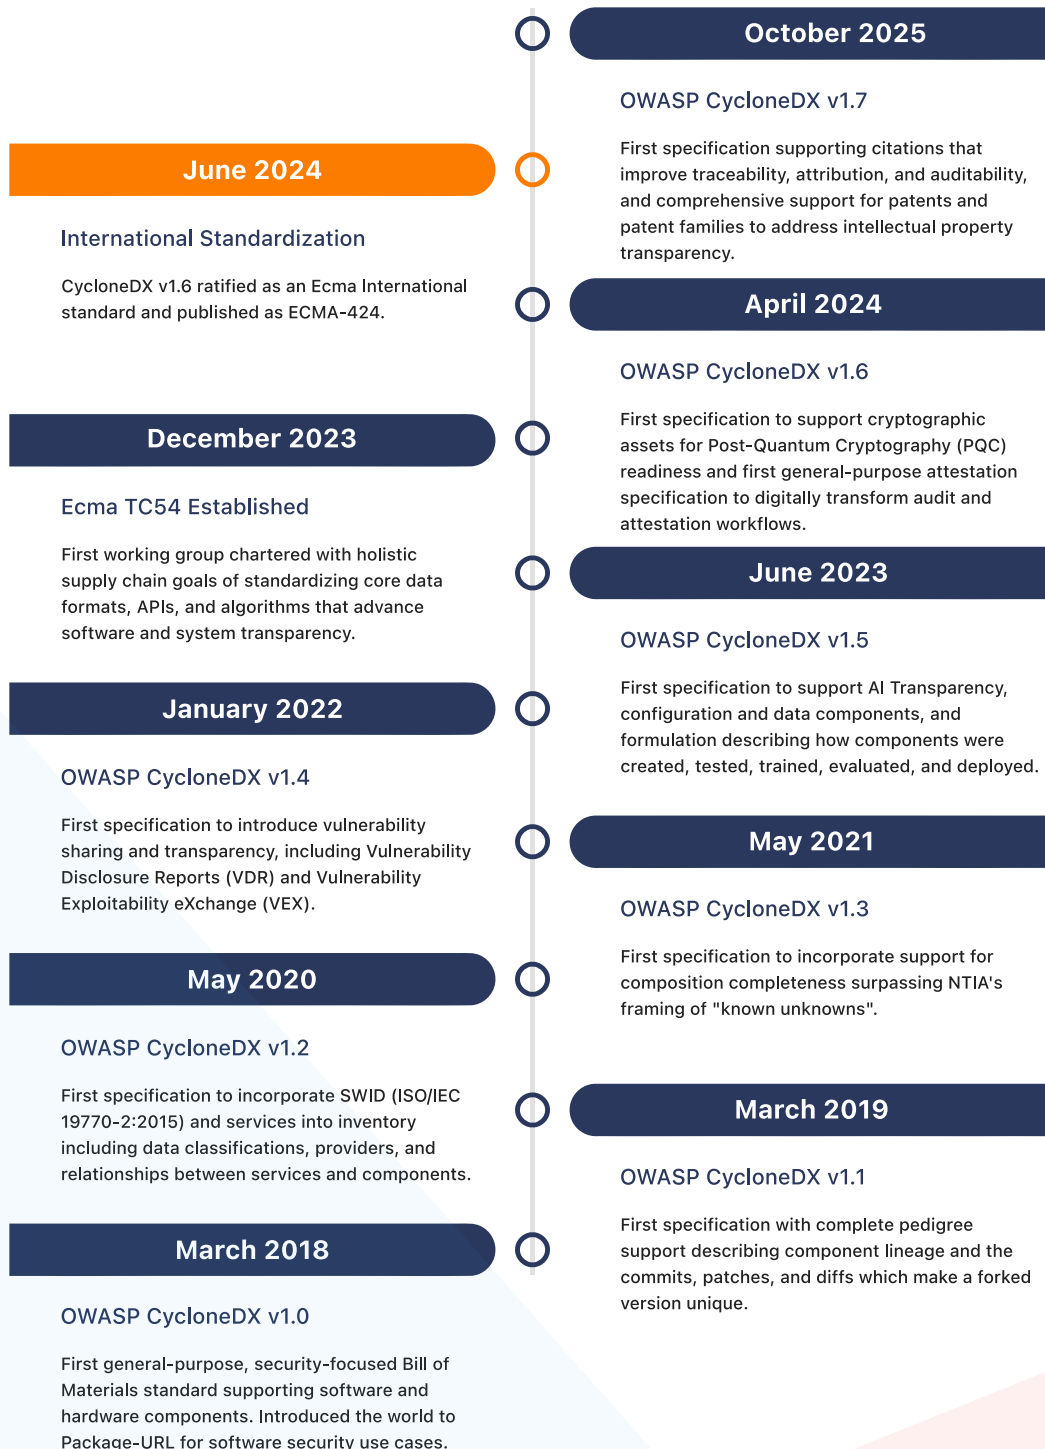 October 2025
OWASP CycloneDX v1.7
First specification supporting citations that
improve traceability, attribution, and auditability,
and comprehensive support for patents and
patent families to address intellectual property
transparency.
June 2024
International Standardization
CycloneDX v1.6 ratified as an Ecma International
standard and published as ECMA-424.
April 2024
OWASP CycloneDX v1.6
First specification to support cryptographic
assets for Post-Quantum Cryptography (PQC)
readiness and first general-purpose attestation
specification to digitally transform audit and
attestation workflows.
December 2023
Ecma TC54 Established
First working group chartered with holistic
supply chain goals of standardizing core data
formats, APIs, and algorithms that advance
software and system transparency.
June 2023
OWASP CycloneDX v1.5
First specification to support AI Transparency,
configuration and data components, and
formulation describing how components were
created, tested, trained, evaluated, and deployed.
January 2022
OWASP CycloneDX v1.4
First specification to introduce vulnerability
sharing and transparency, including Vulnerability
Disclosure Reports (VDR) and Vulnerability
Exploitability eXchange (VEX).
May 2021
OWASP CycloneDX v1.3
First specification to incorporate support for
composition completeness surpassing NTIA's
framing of "known unknowns".
May 2020
OWASP CycloneDX v1.2
First specification to incorporate SWID (ISO/IEC
19770-2:2015) and services into inventory
including data classifications, providers, and
relationships between services and components.
March 2019
OWASP CycloneDX v1.1
First specification with complete pedigree
support describing component lineage and the
commits, patches, and diffs which make a forked
version unique.
March 2018
OWASP CycloneDX v1.0
First general-purpose, security-focused Bill of
Materials standard supporting software and
hardware components. Introduced the world to
Package-URL for software security use cases.